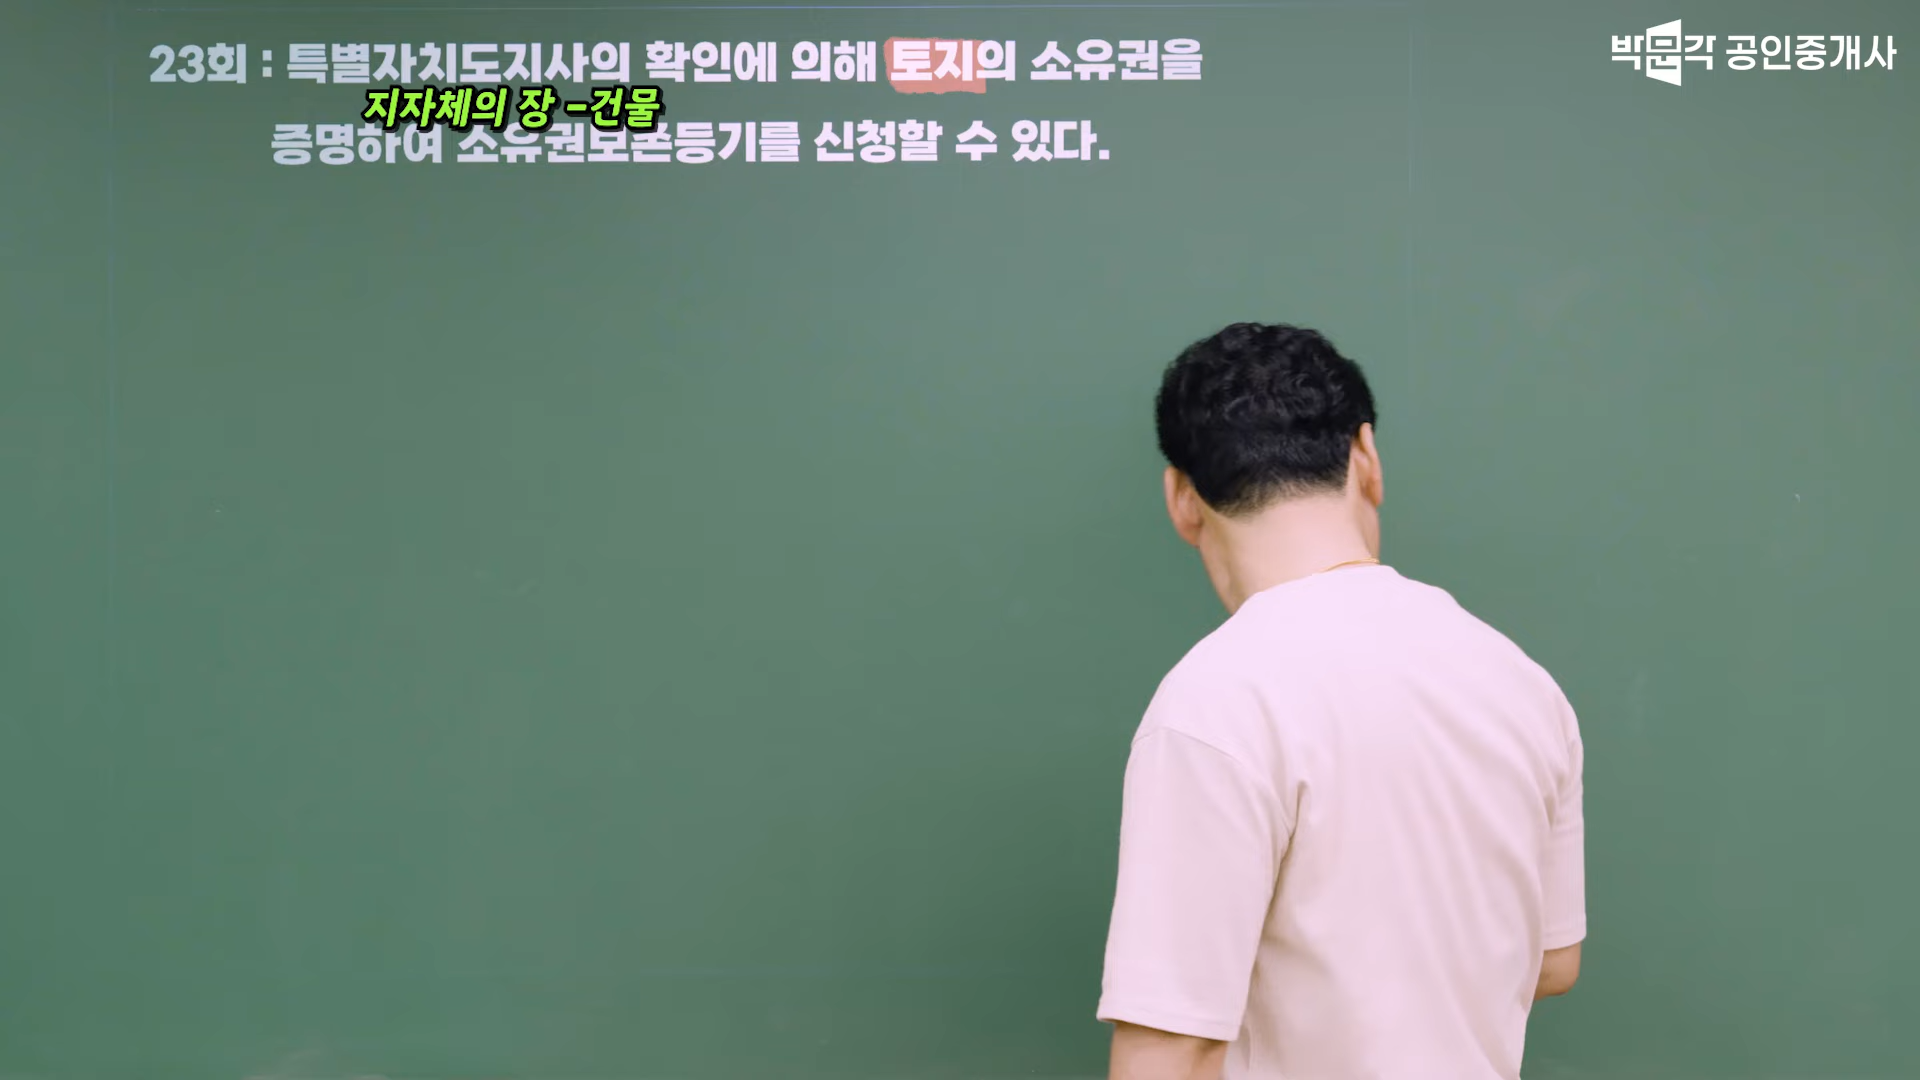 23회 : 특별자치도지사의 확인에 의해 토지의 소유권을
지자체의 장 -건물
증명하여 소유권보존등기를 신청할 수 있다.
박문각 공인중개사